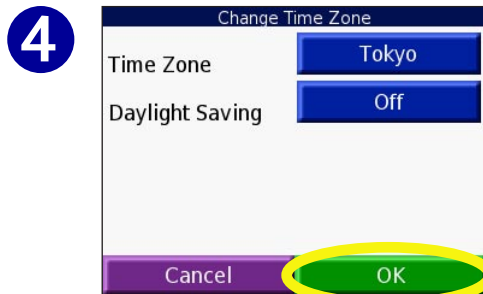 4
Change Time Zone
Time Zone Tokyo
Daylight Saving Off
Cancel OK